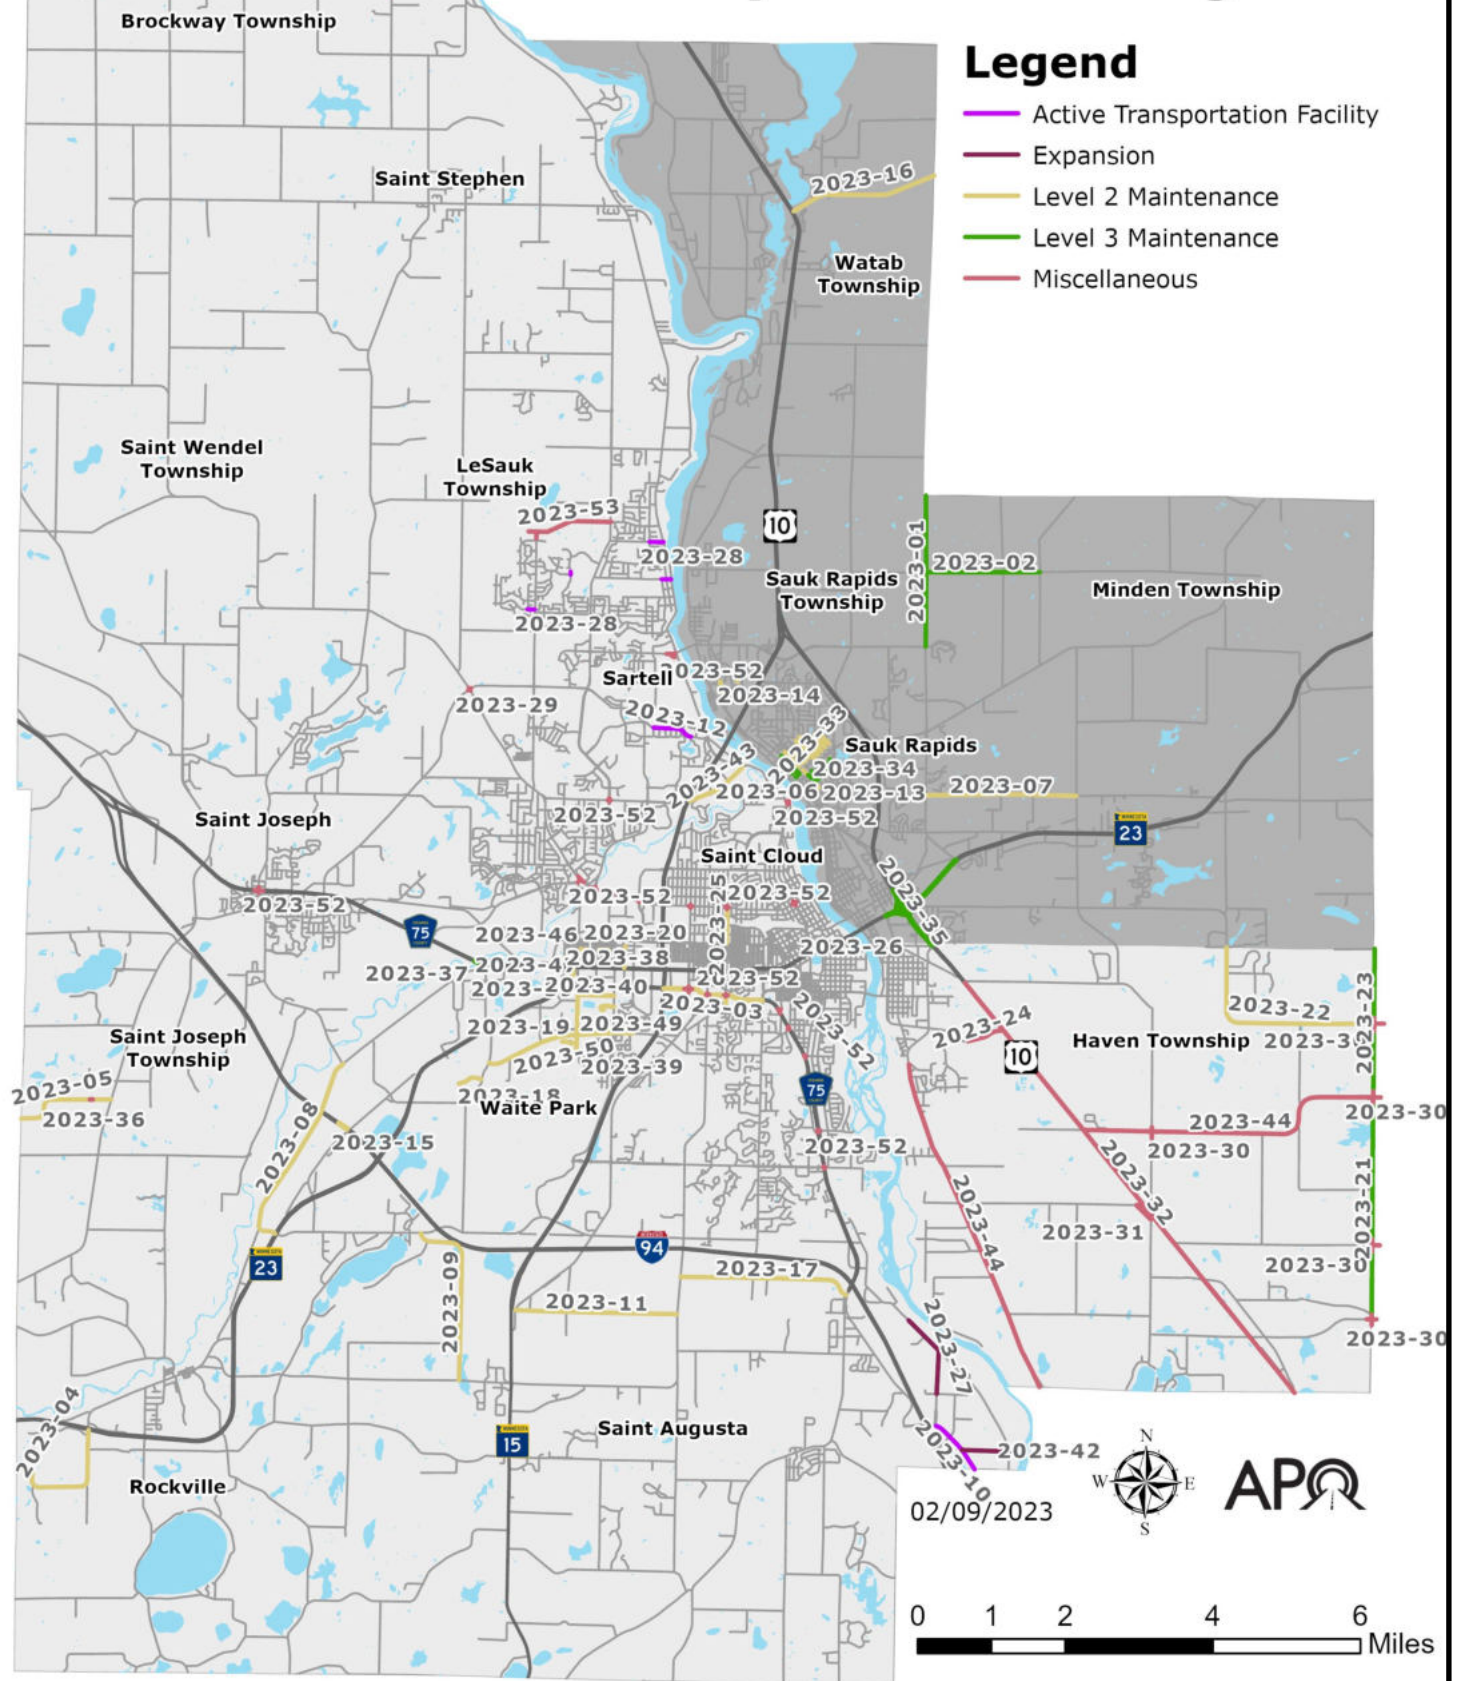 Brockway Township
Legend
Active Transportation Facility
Expansion
Level 2 Maintenance
Level 3 Maintenance
Miscellaneous
Saint Stephen
2023-16
Watab
Township
Saint Wendel
Township
LeSauk
Township
2023-53
10
2023-28
2023-01
2023-02
Sauk Rapids
Township
Minden Township
2023-28
Sartell
2023-52
2023-14
2023-29
2023-12
2023-33
Sauk Rapids
2023-43
2023-34
2023-06
2023-13
2023-07
2023-52
2023-52
Saint Joseph
23
Saint Cloud
2023-52
2023-52
2023-25
2023-52
2023-35
75
2023-46
2023-20
2023-26
2023-37
2023-4
2023-38
2023-52
2023-40
2023-03
2023-52
2023-22
2023-23
2023-19
2023-49
2023-24
Saint Joseph
Township
Haven Township
2023-3
10
2023-50
2023-39
2023-05
2023-18
75
2023-36
Waite Park
2023-30
2023-08
2023-15
2023-52
2023-44
2023-30
2023-32
2023-21
2023-44
2023-31
94
23
2023-30
2023-17
2023-09
2023-11
2023-27
2023-30
2023-04
Saint Augusta
15
2023-10
2023-42
Rockville
N
W
E
S
APO
02/09/2023
0 1 2 4 6
Miles